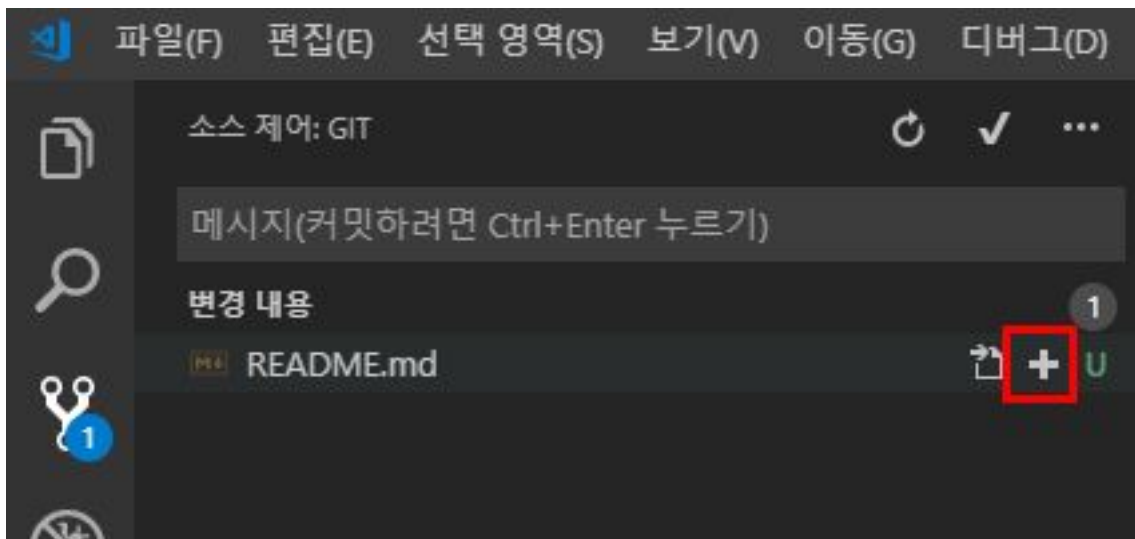 파일(F) 편집(E) 선택 영역(S) 보기(V) 이동(G) 디버그(D)
소스 제어: GIT
메시지(커밋하려면 Ctrl+Enter 누르기)
변경 내용 1
README.md U
1